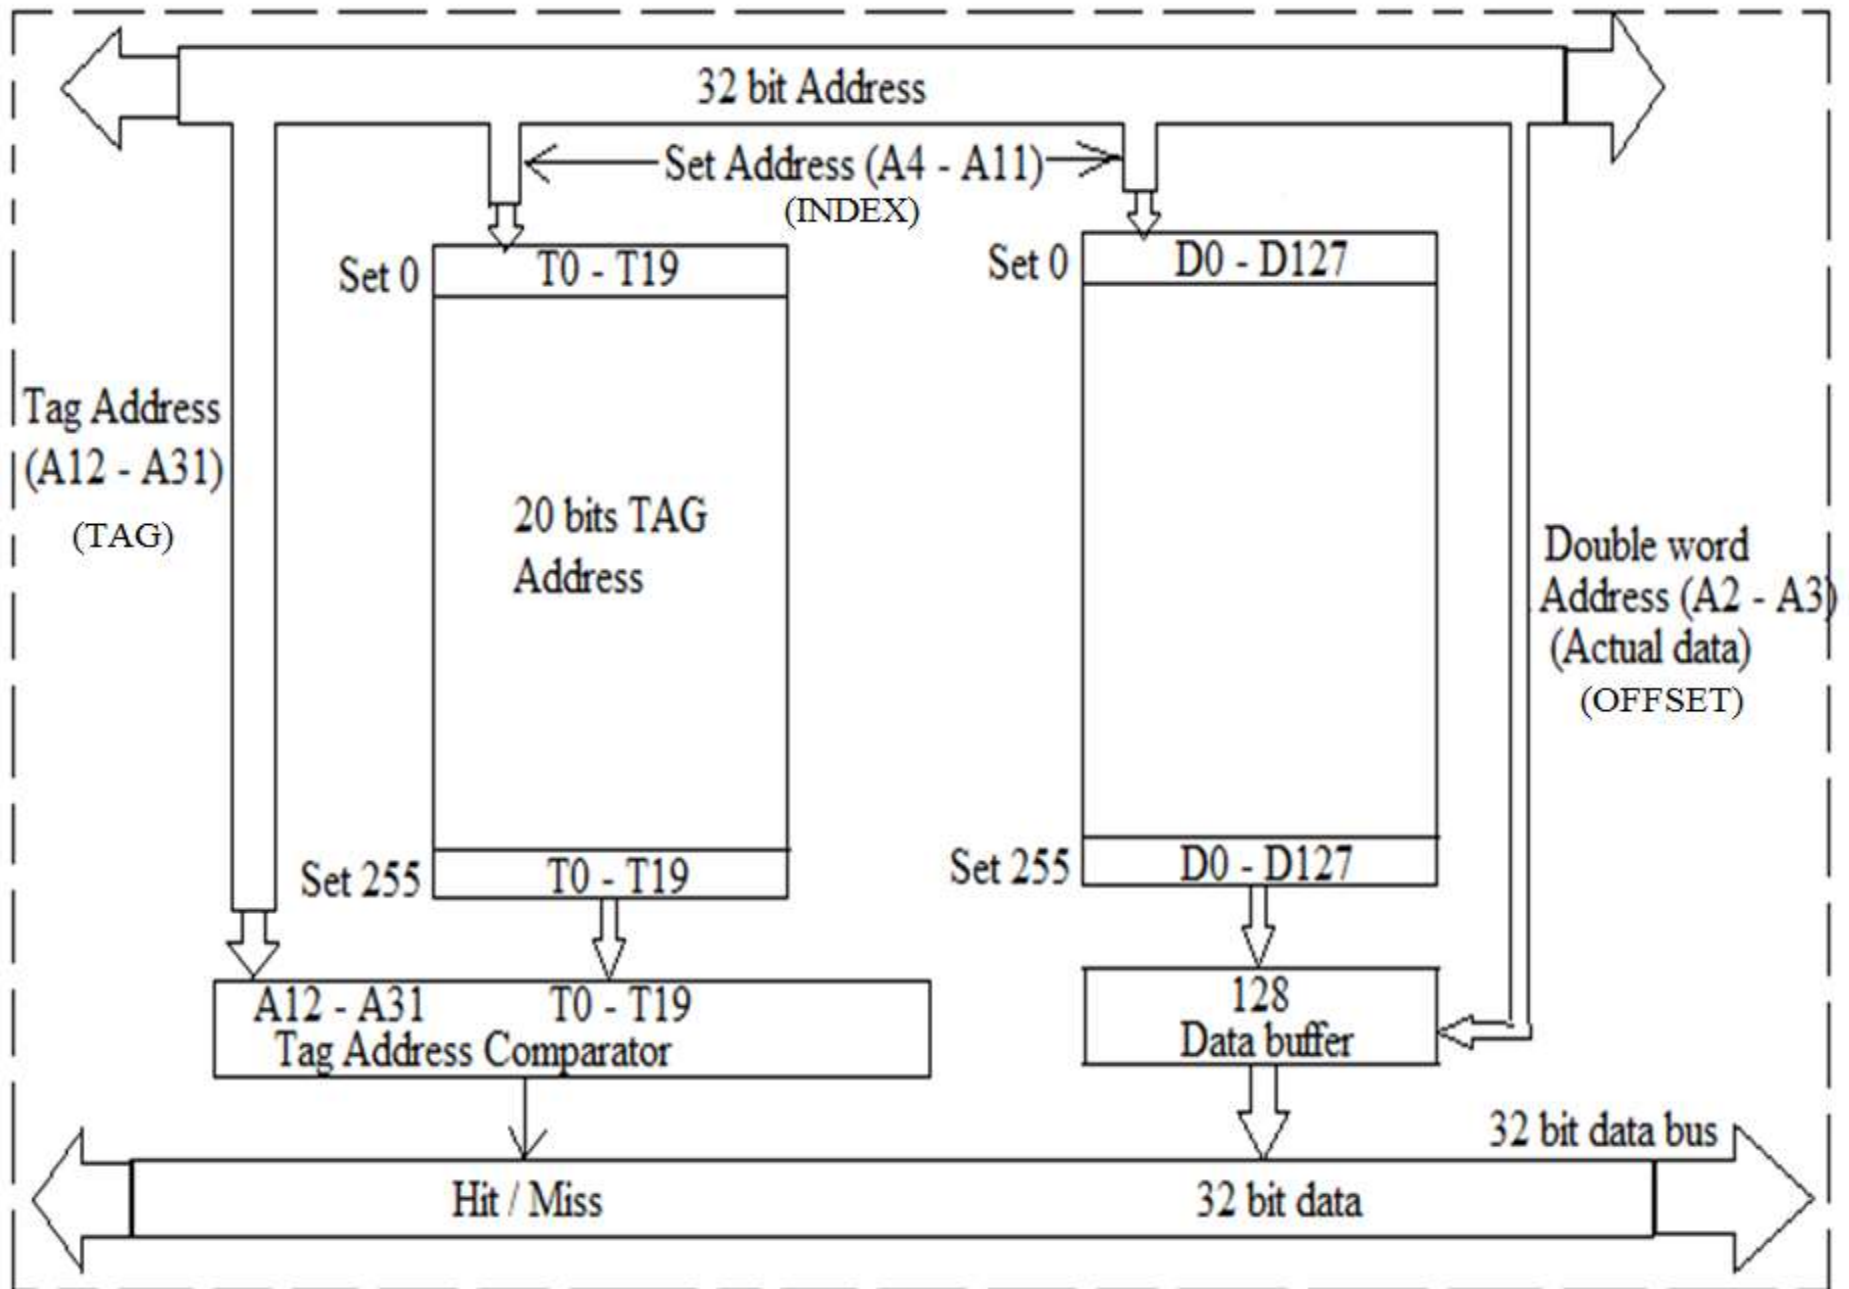 32 bit Address
Set Address (A4 - A11)
(INDEX)
Set 0
T0 - T19
Set 0
D0 - D127
Tag Address
(A12 - A31)
(TAG)
20 bits TAG
Address
Double word
Address (A2 - A3)
(Actual data)
(OFFSET)
Set 255
T0 - T19
Set 255
D0 - D127
A12 - A31
T0 - T19
Tag Address Comparator
128
Data buffer
32 bit data bus
Hit / Miss
32 bit data